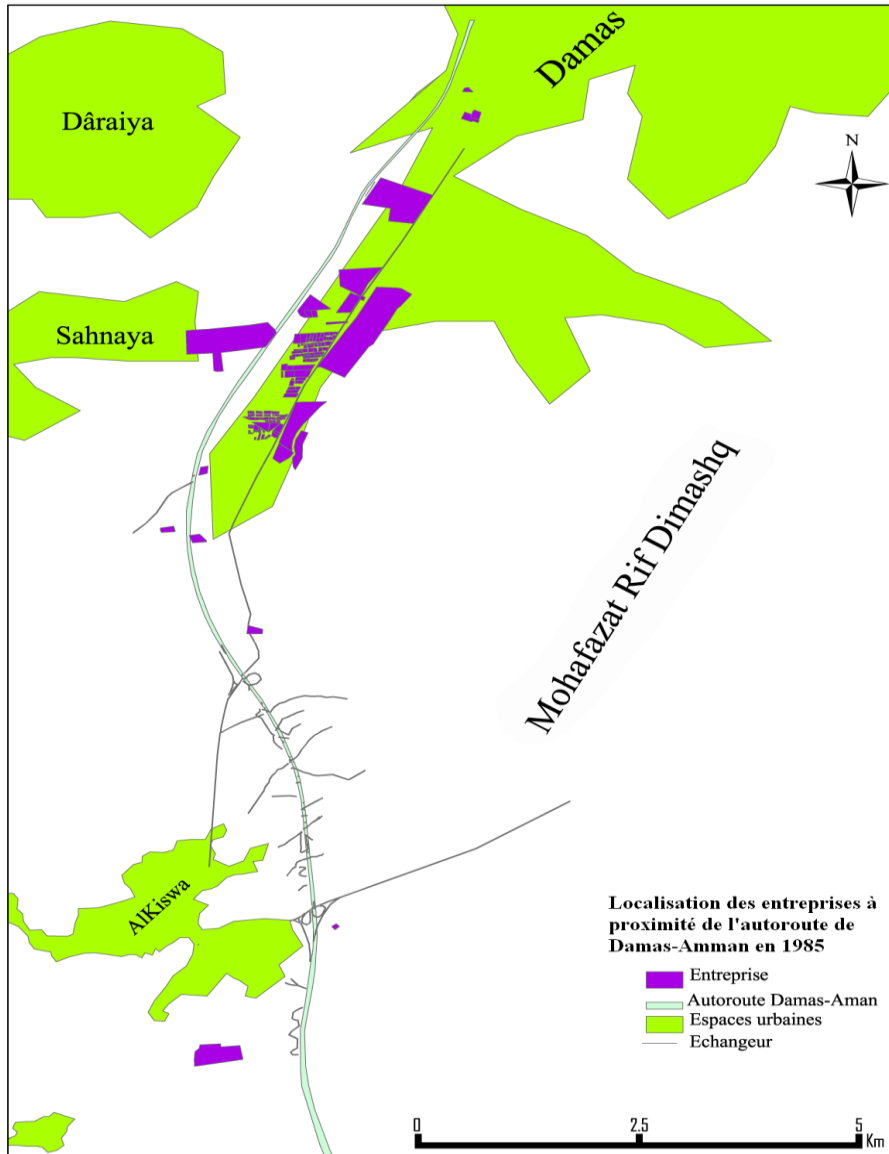 Damas
Dâraiya
N
Sahnaya
Mohafazat Rif Dimashq
AlKiswa
Localisation des entreprises à
proximité de l'autoroute de
Damas-Amman en 1985
Entreprise
Autoroute Damas-Aman
Espaces urbaines
Echangeur
0 2.5 5
Km